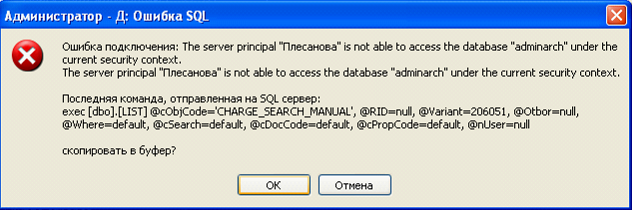 Администратор - Д: Ошибка SQL
Ошибка подключения: The server principal "Плесанова" is not able to access the database "adminarch" under the
current security context.
The server principal "Плесанова" is not able to access the database "adminarch" under the current security context.
Последняя команда, отправленная на SQL сервер:
exec [dbo].[LIST] @cObjCode='CHARGE_SEARCH_MANUAL', @RID=null, @Variant=206051, @Otbor=null,
@Where=default, @cSearch=default, @cDocCode=default, @cPropCode=default, @nUser=null
скопировать в буфер?
OK Отмена